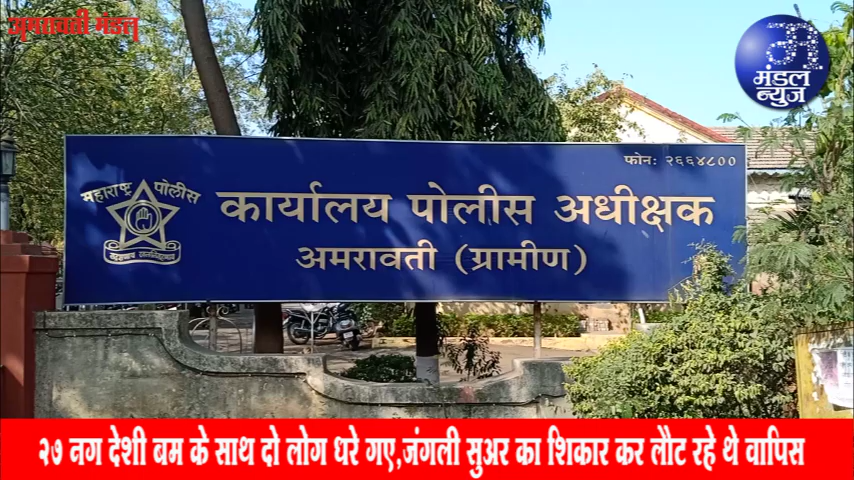 अमरावती मंडल
मंडल न्युज
फोन: २६६४८००
महाराष्ट्र पोलीस
कार्यालय पोलीस अधीक्षक
अमरावती (ग्रामीण)
२७ नग देशी बम के साथ दो लोग धरे गए,जंगली सुअर का शिकार कर लौट रहे थे वापिस